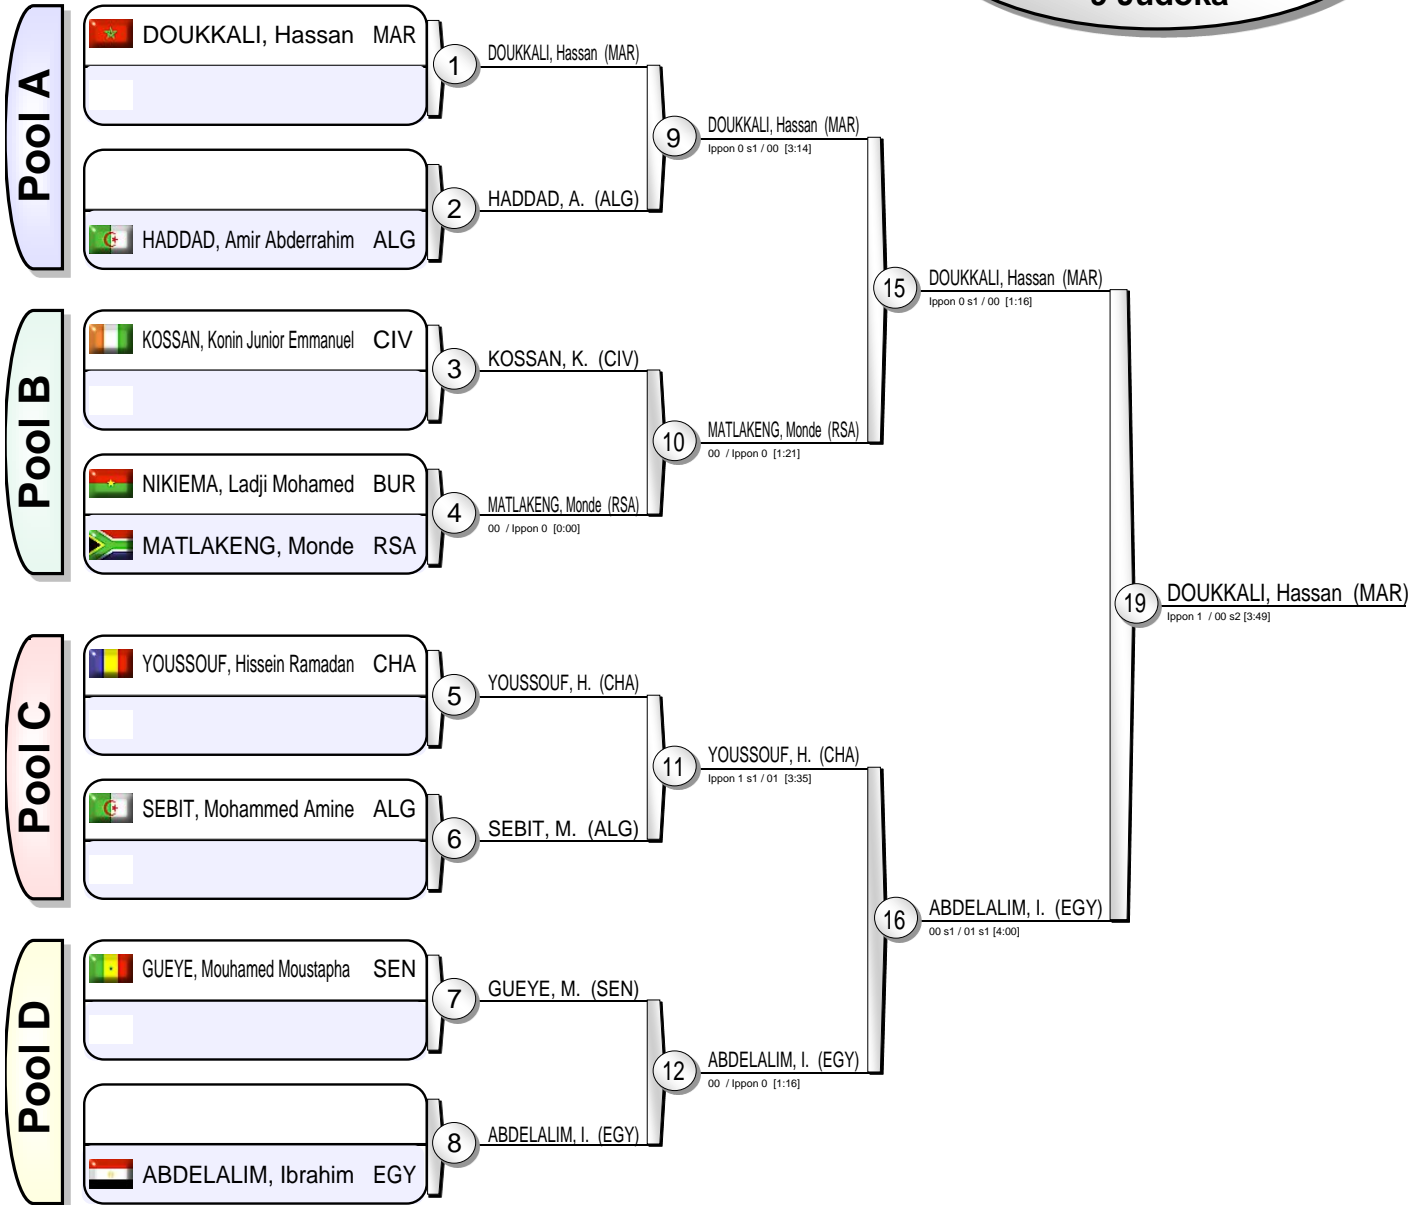 9 Judoka
Pool A
DOUKKALI, Hassan MAR
1
DOUKKALI, Hassan (MAR)
HADDAD, Amir Abderrahim ALG
2
HADDAD, A. (ALG)
9
DOUKKALI, Hassan (MAR)
Ippon 0 s1 / 00 [3:14]
Pool B
KOSSAN, Konin Junior Emmanuel CIV
3
KOSSAN, K. (CIV)
NIKIEMA, Ladji Mohamed BUR
MATLAKENG, Monde RSA
4
MATLAKENG, Monde (RSA)
00 / Ippon 0 [0:00]
10
MATLAKENG, Monde (RSA)
00 / Ippon 0 [1:21]
15
DOUKKALI, Hassan (MAR)
Ippon 0 s1 / 00 [1:16]
Pool C
YOUSSOUF, Hissein Ramadan CHA
5
YOUSSOUF, H. (CHA)
SEBIT, Mohammed Amine ALG
6
SEBIT, M. (ALG)
11
YOUSSOUF, H. (CHA)
Ippon 1 s1 / 01 [3:35]
Pool D
GUEYE, Mouhamed Moustapha SEN
7
GUEYE, M. (SEN)
ABDELALIM, Ibrahim EGY
8
ABDELALIM, I. (EGY)
12
ABDELALIM, I. (EGY)
00 / Ippon 0 [1:16]
16
ABDELALIM, I. (EGY)
00 s1 / 01 s1 [4:00]
19
DOUKKALI, Hassan (MAR)
Ippon 1 / 00 s2 [3:49]